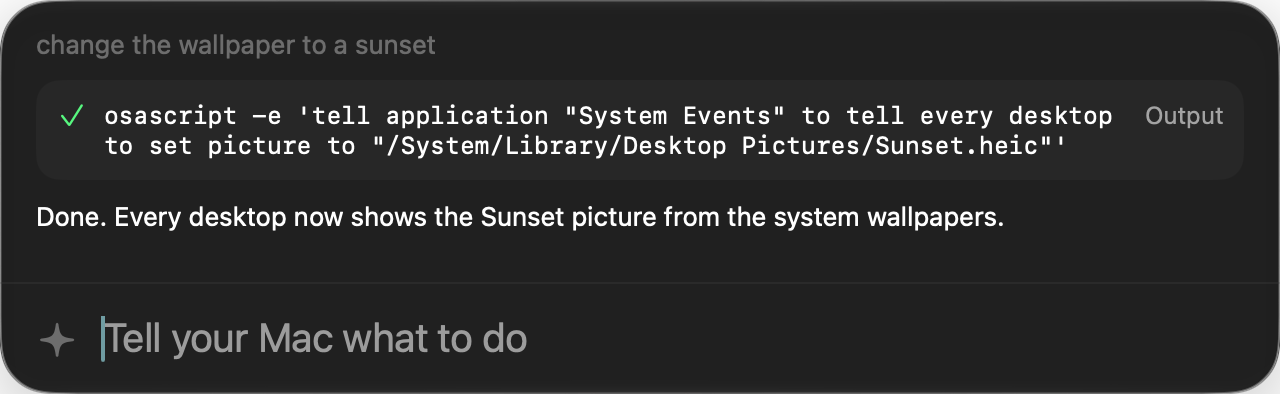 change the wallpaper to a sunset
osascript -e 'tell application "System Events" to tell every desktop
to set picture to "/System/Library/Desktop Pictures/Sunset.heic"'
Output
Done. Every desktop now shows the Sunset picture from the system wallpapers.
Tell your Mac what to do